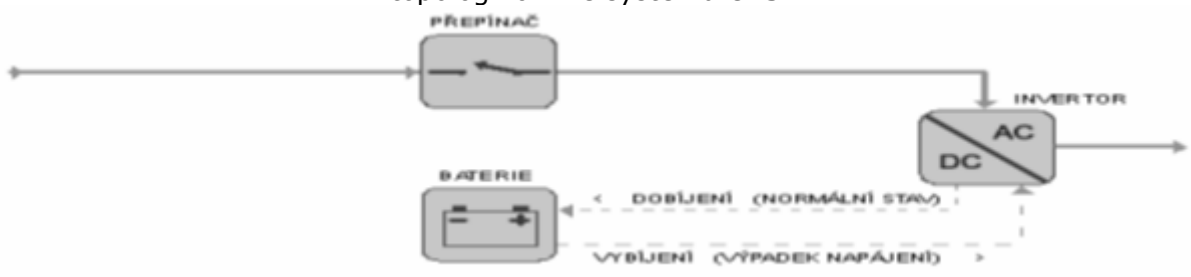 PŘEPÍNAČ
INVERTOR
AC
DC
BATERIE
< DOBÍJENÍ (NORMÁLNÍ STAV)
VYBÍJENÍ (VÝPADEK NAPÁJENÍ) >